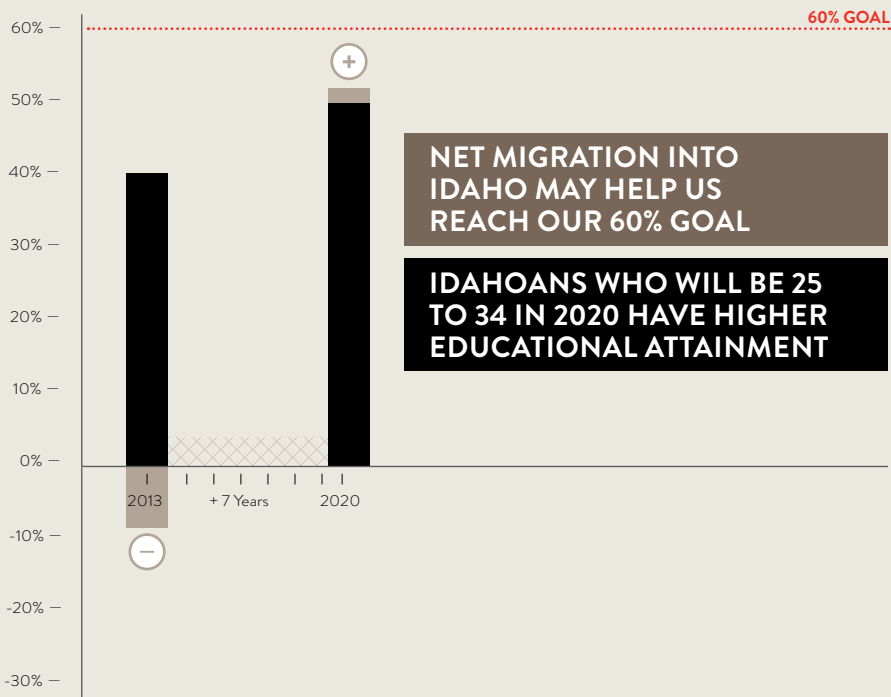 60% GOAL
60%
50%
40%
30%
20%
10%
0%
-10%
-20%
-30%
NET MIGRATION INTO
IDAHO MAY HELP US
REACH OUR 60% GOAL
IDAHOANS WHO WILL BE 25
TO 34 IN 2020 HAVE HIGHER
EDUCATIONAL ATTAINMENT
2013 + 7 Years 2020